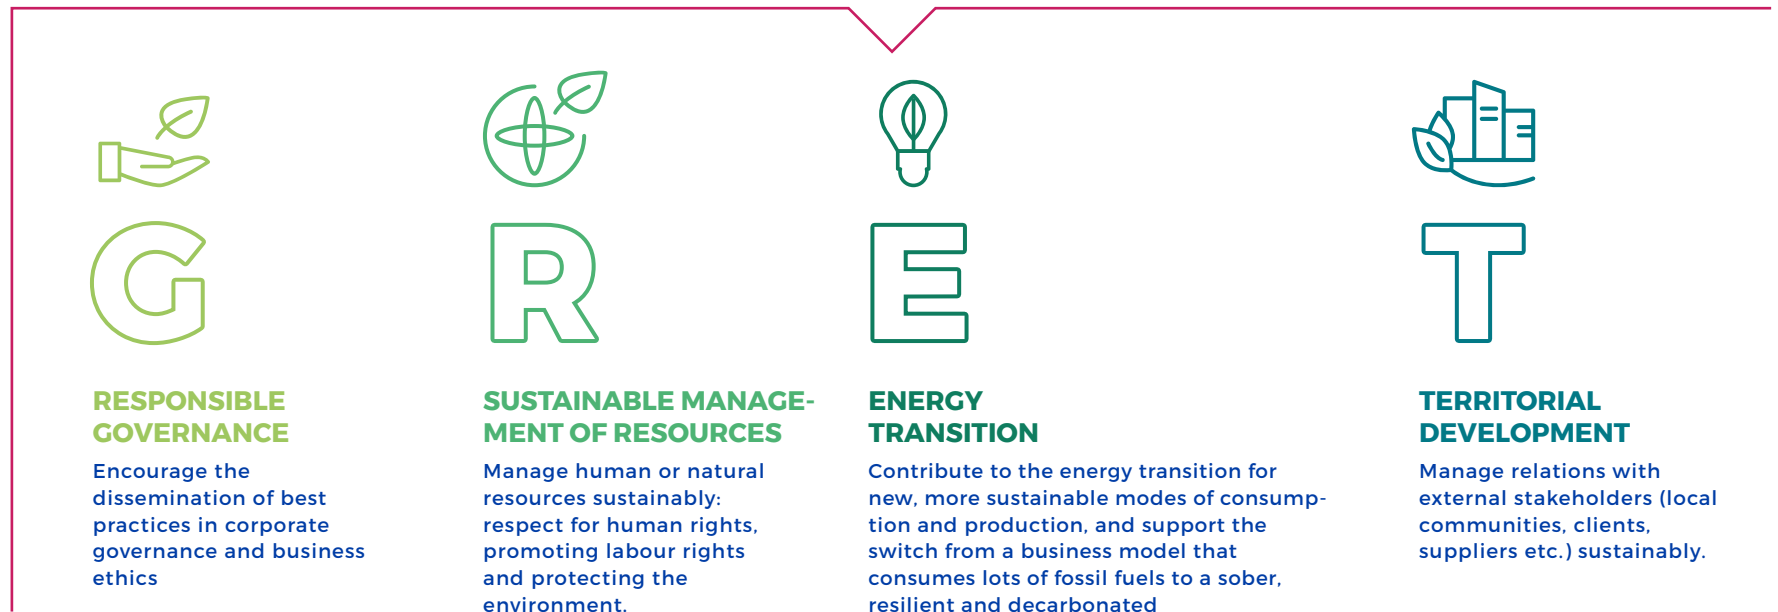 G
RESPONSIBLE
GOVERNANCE
Encourage the
dissemination of best
practices in corporate
governance and business
ethics
R
SUSTAINABLE MANAGE-
MENT OF RESOURCES
Manage human or natural
resources sustainably:
respect for human rights,
promoting labour rights
and protecting the
environment.
E
ENERGY
TRANSITION
Contribute to the energy transition for
new, more sustainable modes of consump-
tion and production, and support the
switch from a business model that
consumes lots of fossil fuels to a sober,
resilient and decarbonated
T
TERRITORIAL
DEVELOPMENT
Manage relations with
external stakeholders (local
communities, clients,
suppliers etc.) sustainably.